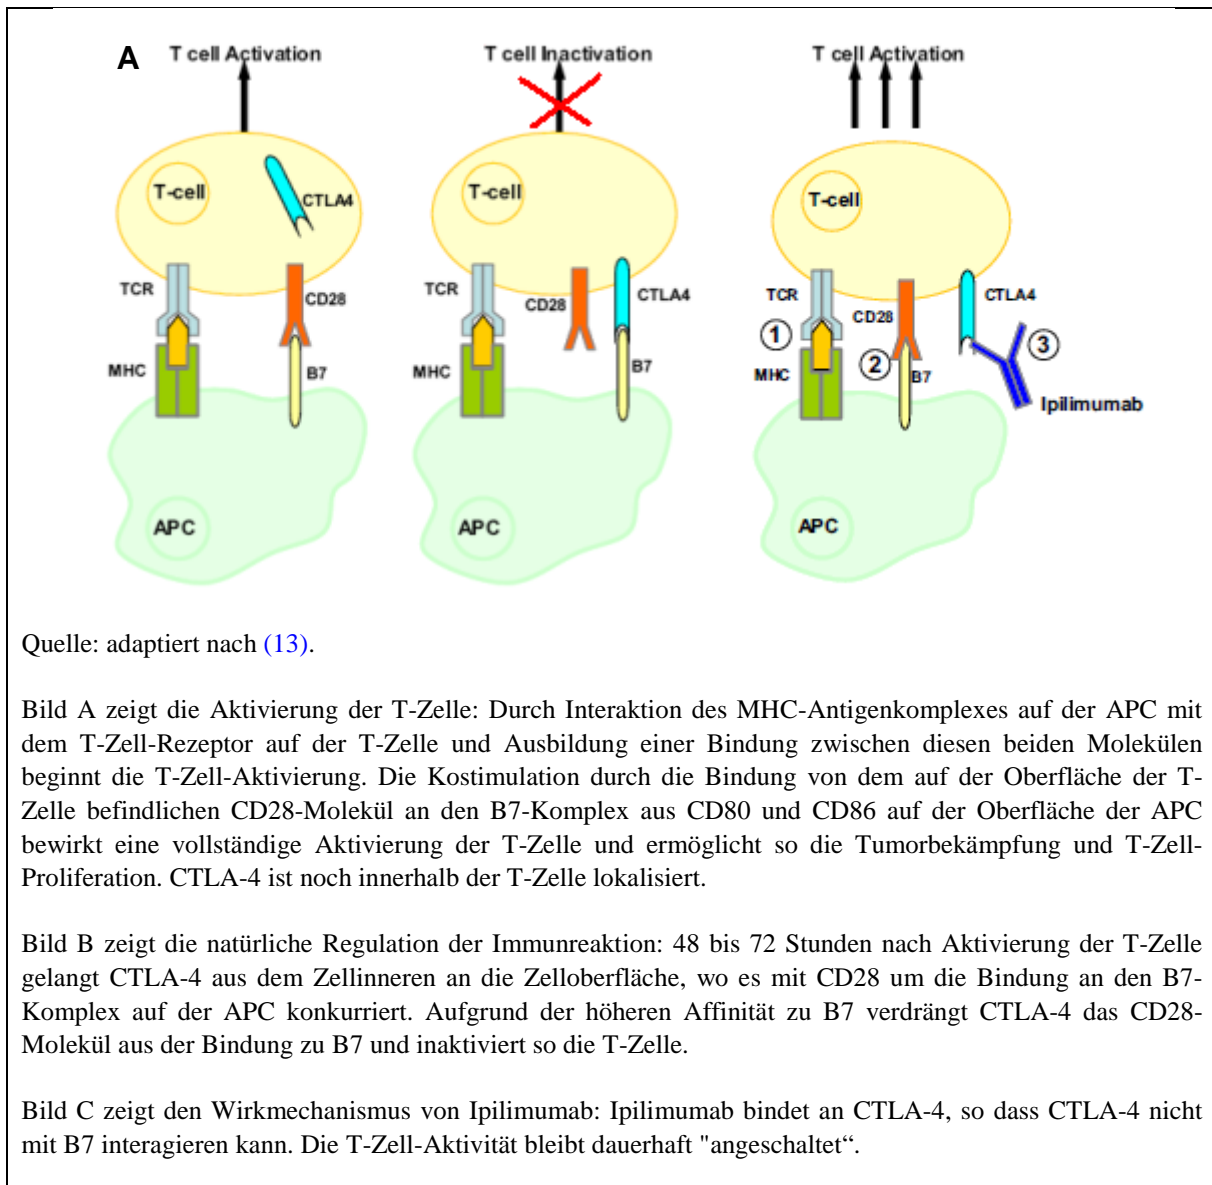 A
T cell Activation
T cell Inactivation
T cell Activation
T-cell
CTLA4
T-cell
T-cell
TCR
CD28
MHC
B7
TCR
CD28
CTLA4
MHC
B7
TCR
CD28
CTLA4
1
2
3
MHC
B7
Ipilimumab
APC
APC
APC
Quelle: adaptiert nach (13).
Bild A zeigt die Aktivierung der T-Zelle: Durch Interaktion des MHC-Antigenkomplexes auf der APC mit
dem T-Zell-Rezeptor auf der T-Zelle und Ausbildung einer Bindung zwischen diesen beiden Molekülen
beginnt die T-Zell-Aktivierung. Die Kostimulation durch die Bindung von dem auf der Oberfläche der T-
Zelle befindlichen CD28-Molekül an den B7-Komplex aus CD80 und CD86 auf der Oberfläche der APC
bewirkt eine vollständige Aktivierung der T-Zelle und ermöglicht so die Tumorbekämpfung und T-Zell-
Proliferation. CTLA-4 ist noch innerhalb der T-Zelle lokalisiert.
Bild B zeigt die natürliche Regulation der Immunreaktion: 48 bis 72 Stunden nach Aktivierung der T-Zelle
gelangt CTLA-4 aus dem Zellinneren an die Zelloberfläche, wo es mit CD28 um die Bindung an den B7-
Komplex auf der APC konkurriert. Aufgrund der höheren Affinität zu B7 verdrängt CTLA-4 das CD28-
Molekül aus der Bindung zu B7 und inaktiviert so die T-Zelle.
Bild C zeigt den Wirkmechanismus von Ipilimumab: Ipilimumab bindet an CTLA-4, so dass CTLA-4 nicht
mit B7 interagieren kann. Die T-Zell-Aktivität bleibt dauerhaft "angeschaltet“.